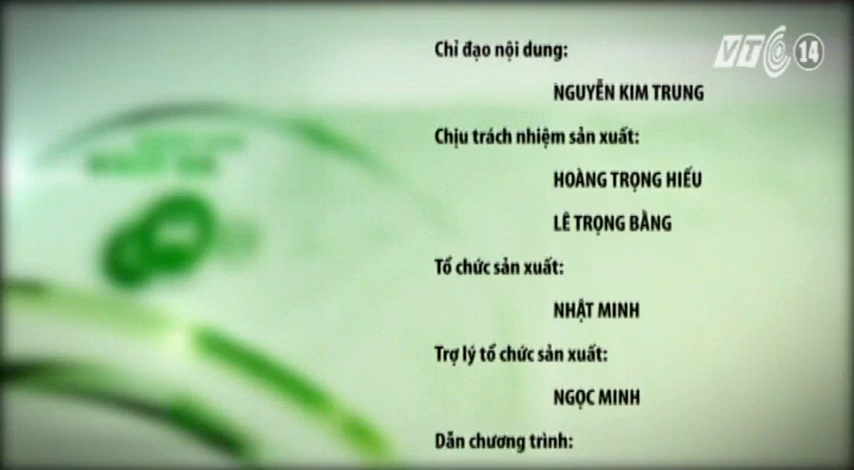 Chỉ đạo nội dung:
VTC 14
NGUYỄN KIM TRUNG
Chịu trách nhiệm sản xuất:
HOÀNG TRỌNG HIẾU
LÊ TRỌNG BẰNG
Tổ chức sản xuất:
NHẬT MINH
Trợ lý tổ chức sản xuất:
NGỌC MINH
Dẫn chương trình: